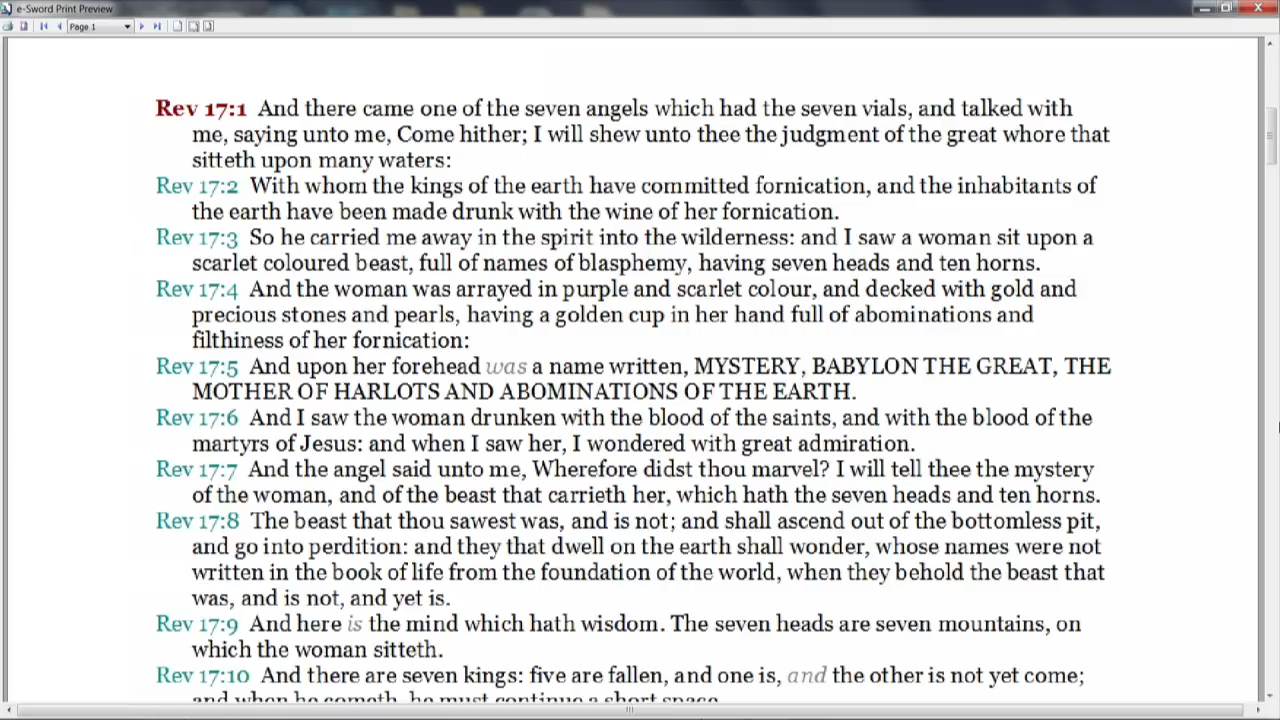 e-Sword Print Preview
Page 1
Rev 17:1 And there came one of the seven angels which had the seven vials, and talked with
me, saying unto me, Come hither; I will shew unto thee the judgment of the great whore that
sitteth upon many waters:
Rev 17:2 With whom the kings of the earth have committed fornication, and the inhabitants of
the earth have been made drunk with the wine of her fornication.
Rev 17:3 So he carried me away in the spirit into the wilderness: and I saw a woman sit upon a
scarlet coloured beast, full of names of blasphemy, having seven heads and ten horns.
Rev 17:4 And the woman was arrayed in purple and scarlet colour, and decked with gold and
precious stones and pearls, having a golden cup in her hand full of abominations and
filthiness of her fornication:
Rev 17:5 And upon her forehead was a name written, MYSTERY, BABYLON THE GREAT, THE
MOTHER OF HARLOTS AND ABOMINATIONS OF THE EARTH.
Rev 17:6 And I saw the woman drunken with the blood of the saints, and with the blood of the
martyrs of Jesus: and when I saw her, I wondered with great admiration.
Rev 17:7 And the angel said unto me, Wherefore didst thou marvel? I will tell thee the mystery
of the woman, and of the beast that carrieth her, which hath the seven heads and ten horns.
Rev 17:8 The beast that thou sawest was, and is not; and shall ascend out of the bottomless pit,
and go into perdition: and they that dwell on the earth shall wonder, whose names were not
written in the book of life from the foundation of the world, when they behold the beast that
was, and is not, and yet is.
Rev 17:9 And here is the mind which hath wisdom. The seven heads are seven mountains, on
which the woman sitteth.
Rev 17:10 And there are seven kings: five are fallen, and one is, and the other is not yet come;
and when he cometh, he must continue a short space.